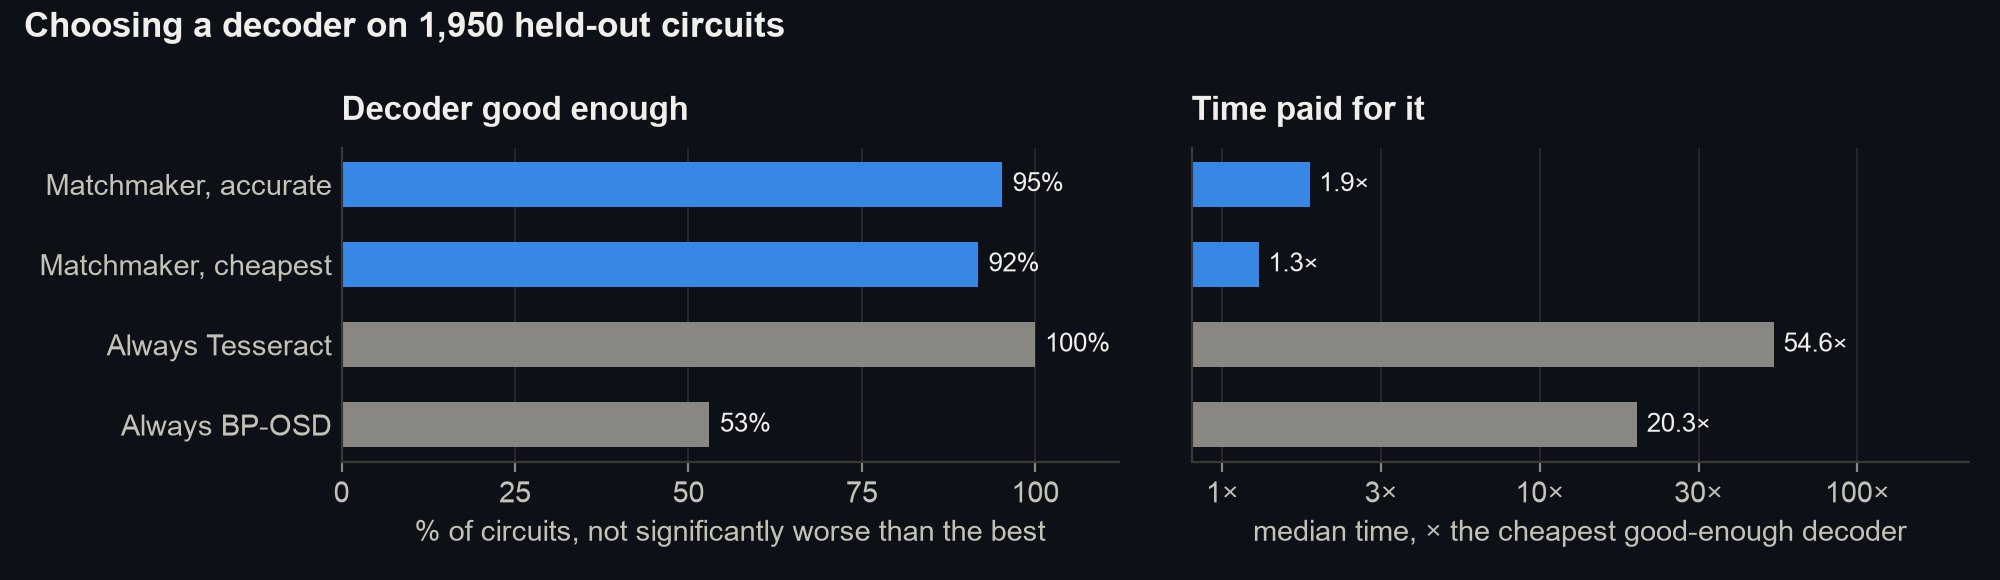 Choosing a decoder on 1,950 held-out circuits
Decoder good enough
Matchmaker, accurate
95%
Matchmaker, cheapest
92%
Always Tesseract
100%
Always BP-OSD
53%
0 25 50 75 100
% of circuits, not significantly worse than the best
Time paid for it
1.9×
1.3×
54.6×
20.3×
1× 3× 10× 30× 100×
median time, × the cheapest good-enough decoder